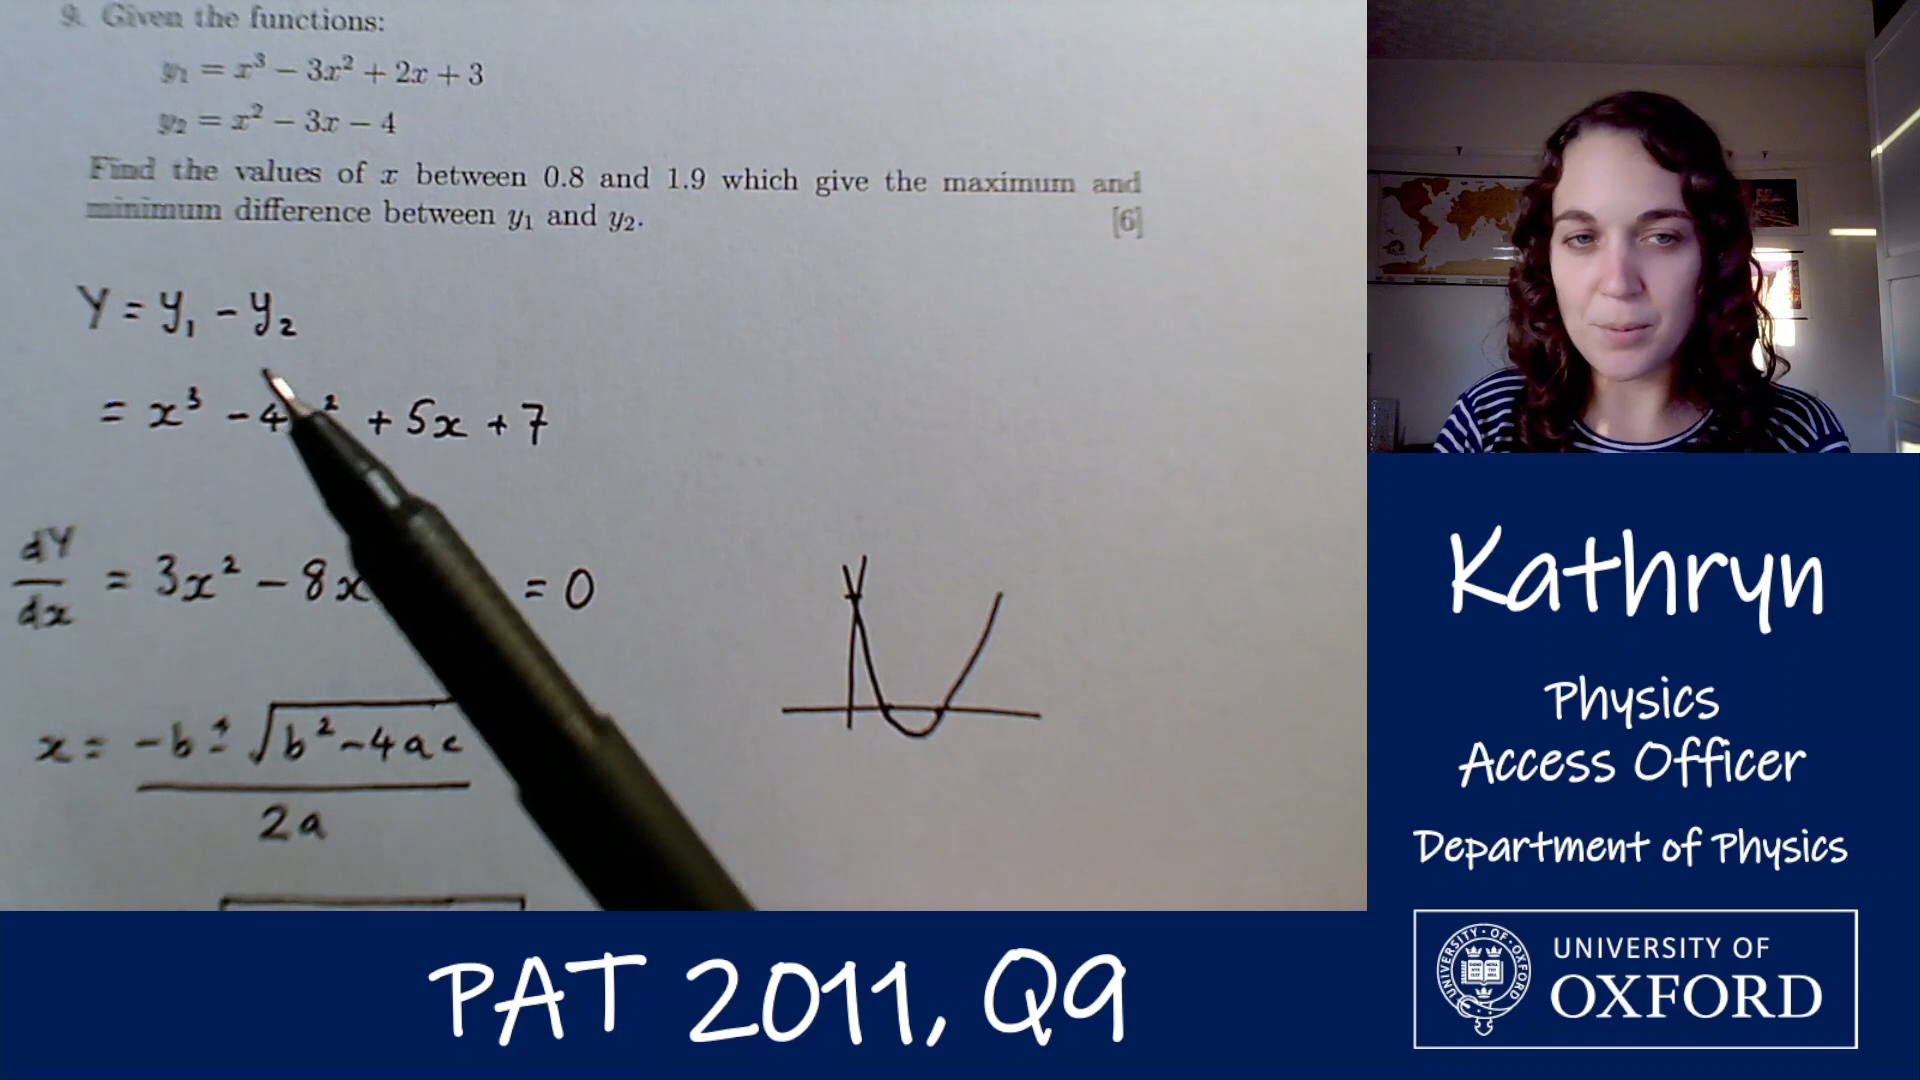 9. Given the functions:
y₁ = x³ − 3x² + 2x + 3
y₂ = x² − 3x − 4
Find the values of x between 0.8 and 1.9 which give the maximum and
minimum difference between y₁ and y₂. [6]
Y = y₁ - y₂
= x³ - 4 ² + 5x + 7
dY/dx = 3x² - 8x = 0
x = -b ± √b² - 4ac
2a
Kathryn
Physics
Access Officer
Department of Physics
UNIVERSITY OF
OXFORD
PAT 2011, Q9